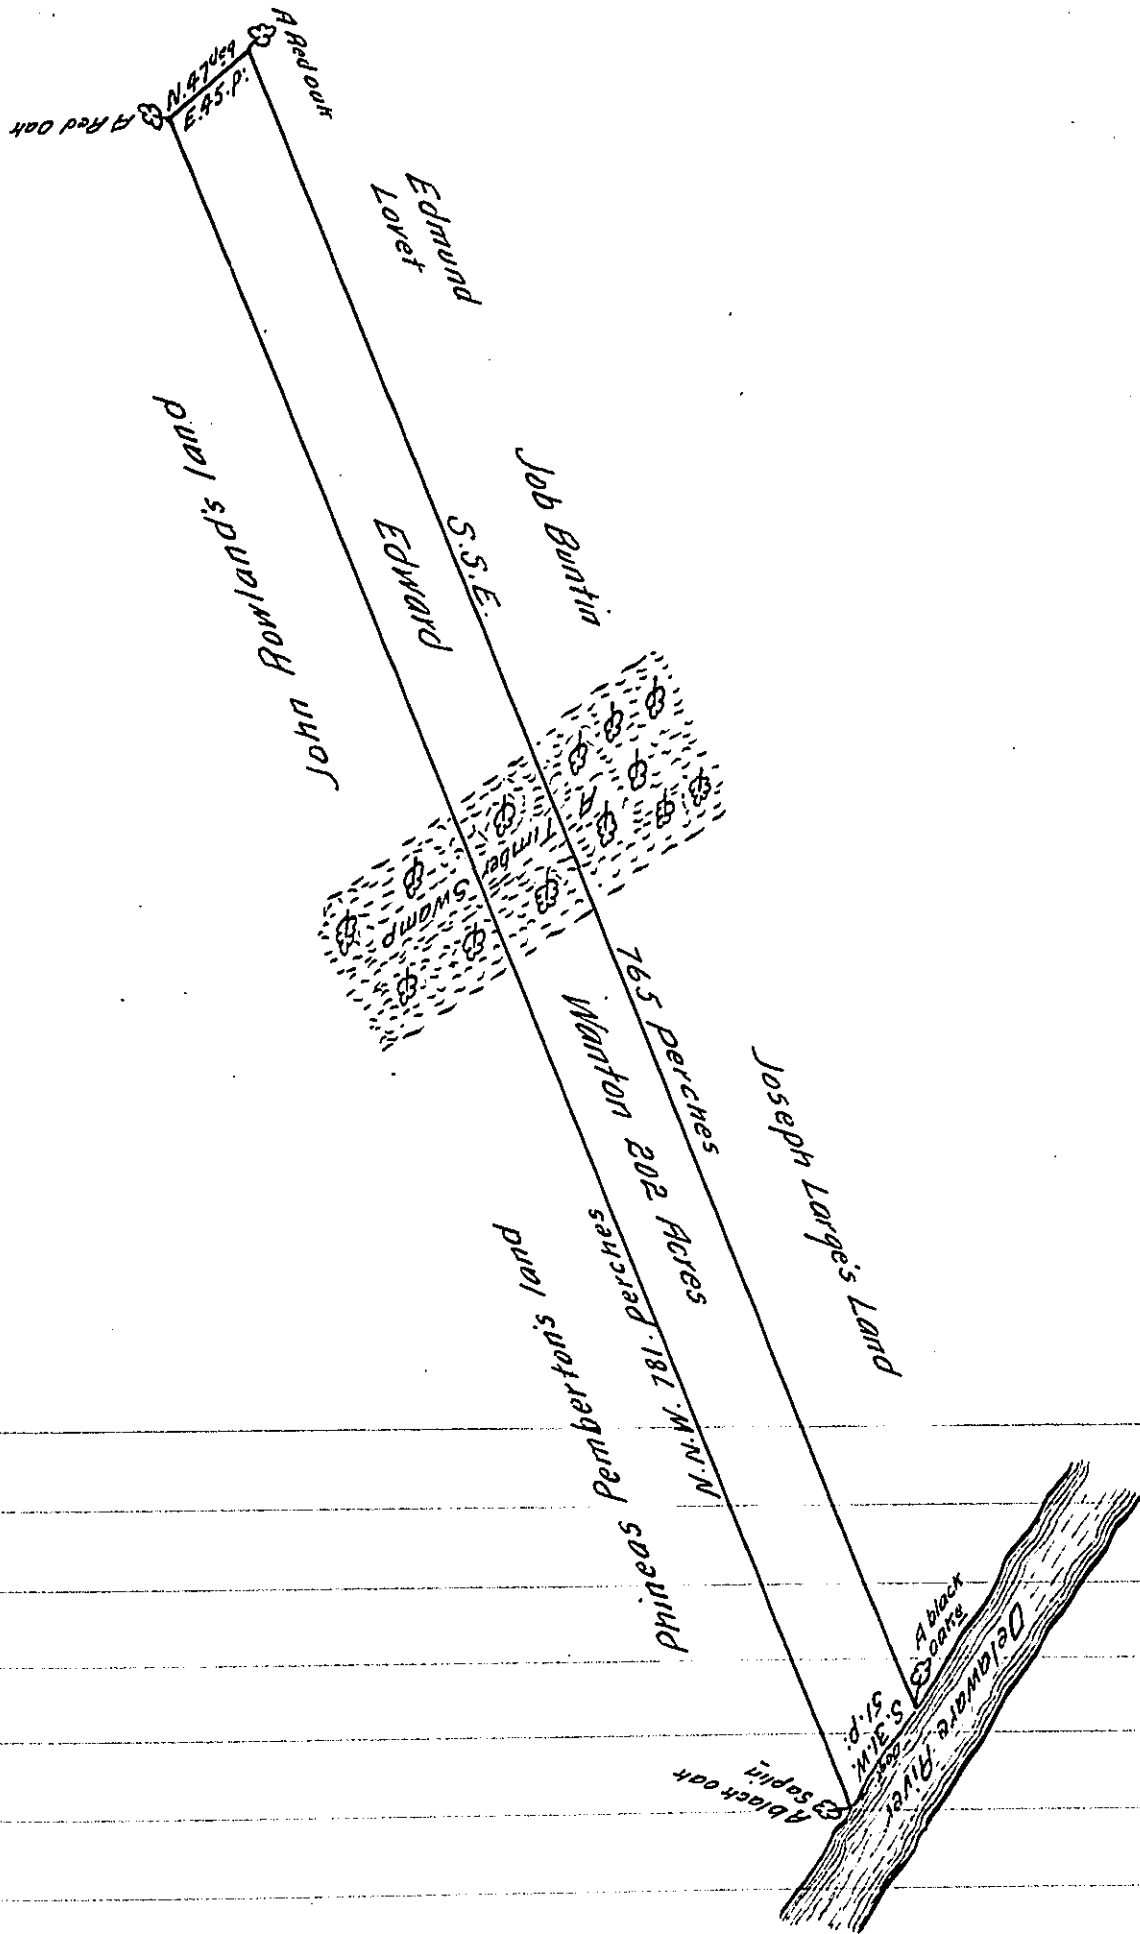 A Red oak
N. 47 deg
E. 45. p:
A Red Oak
Edmund
Lovet
Job Buntin
John Rowland's land
S.S.E.
765 perches
Edward
Wanton 202 Acres
A
Timber
Swamp
Joseph Large's Land
Phineas Pemberton's land
N.N.W. 781. perches
A black
oake
Delaware River
S. 31. W.
51. p:
A black oak
Saplin